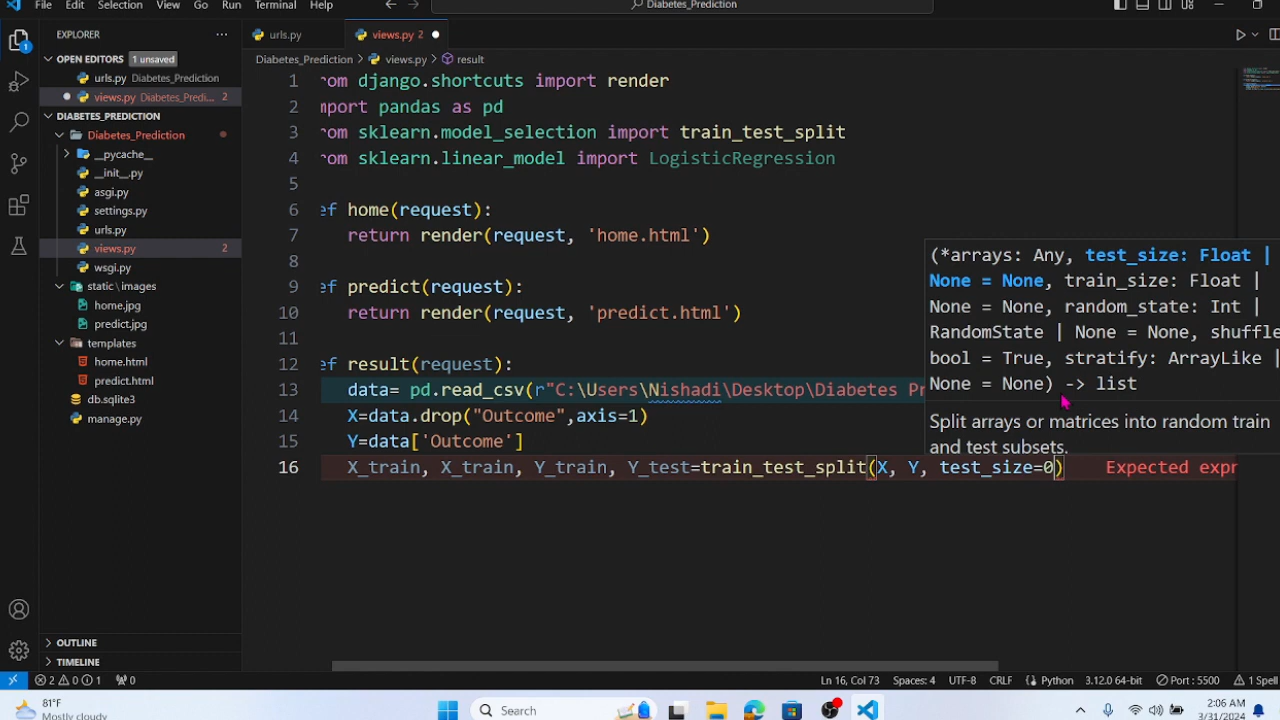 File Edit Selection View Go Run Terminal Help Diabetes_Prediction
EXPLORER
urls.py
views.py 2
OPEN EDITORS 1 unsaved
Diabetes_Prediction > views.py > result
urls.py Diabetes_Prediction
views.py Diabetes_Predi... 2
DIABETES_PREDICTION
Diabetes_Prediction
__pycache__
__init__.py
asgi.py
settings.py
urls.py
views.py 2
wsgi.py
static\images
home.jpg
predict.jpg
templates
home.html
predict.html
db.sqlite3
manage.py
OUTLINE
TIMELINE
1 rom django.shortcuts import render
2 mport pandas as pd
3 rom sklearn.model_selection import train_test_split
4 rom sklearn.linear_model import LogisticRegression
5
6 ef home(request):
7 return render(request, 'home.html')
8
9 ef predict(request):
10 return render(request, 'predict.html')
11
12 ef result(request):
13 data= pd.read_csv(r"C:\Users\Nishadi\Desktop\Diabetes Pr
14 X=data.drop("Outcome",axis=1)
15 Y=data['Outcome']
16 X_train, X_train, Y_train, Y_test=train_test_split(X, Y, test_size=0) Expected expr
(*arrays: Any, test_size: Float |
None = None, train_size: Float |
None = None, random_state: Int |
RandomState | None = None, shuffle
bool = True, stratify: ArrayLike |
None = None) -> list
Split arrays or matrices into random train
and test subsets.
2 0 1 0 Ln 16, Col 73 Spaces: 4 UTF-8 CRLF Python 3.12.0 64-bit Port: 5500 1 Spell
1
81°F
Mostly cloudy
Search
2:06 AM
3/31/2024